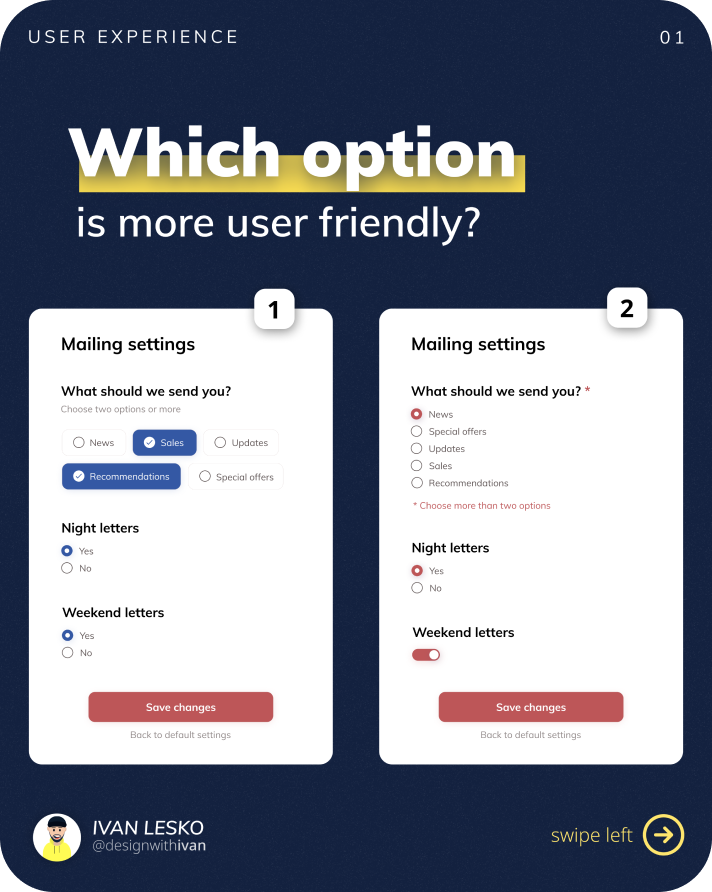 USER EXPERIENCE
01
Which option
is more user friendly?
1
Mailing settings
What should we send you?
Choose two options or more
News Sales Updates
Recommendations Special offers
Night letters
Yes
No
Weekend letters
Yes
No
Save changes
Back to default settings
2
Mailing settings
What should we send you? *
News
Special offers
Updates
Sales
Recommendations
* Choose more than two options
Night letters
Yes
No
Weekend letters
Save changes
Back to default settings
IVAN LESKO
@designwithivan
swipe left